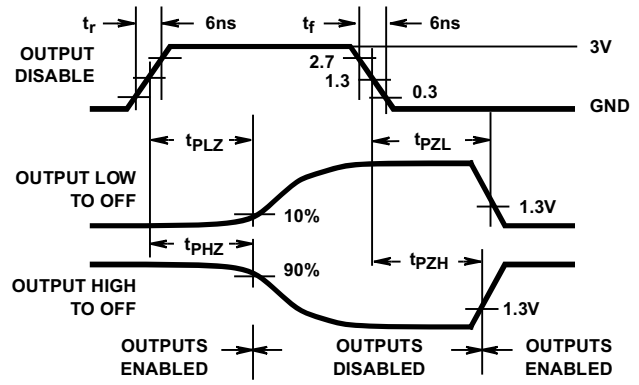 tr 6ns tf 6ns
OUTPUT
DISABLE
3V
2.7
1.3
0.3
GND
tPLZ tPZL
OUTPUT LOW
TO OFF
10%
1.3V
tPHZ tPZH
90%
OUTPUT HIGH
TO OFF
1.3V
OUTPUTS
ENABLED
OUTPUTS
DISABLED
OUTPUTS
ENABLED